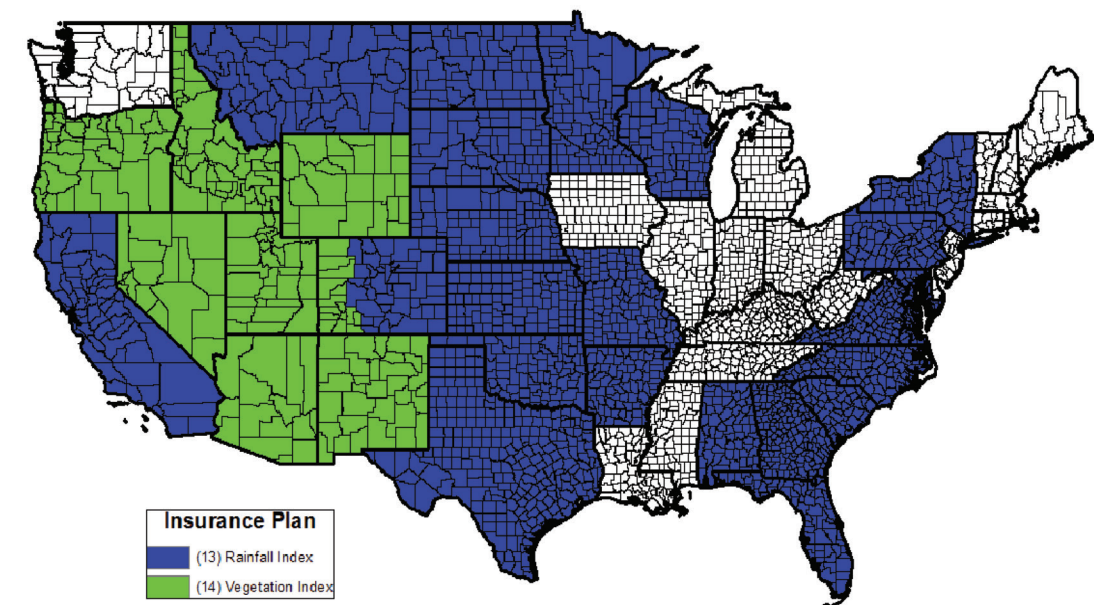 Insurance Plan
(13) Rainfall Index
(14) Vegetation Index